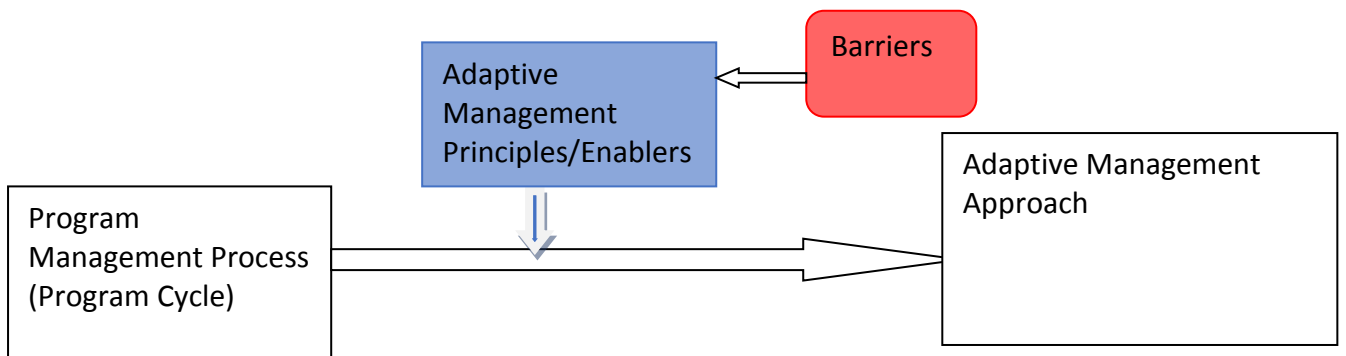 Barriers
Adaptive
Management
Principles/Enablers
Adaptive Management
Approach
Program
Management Process
(Program Cycle)